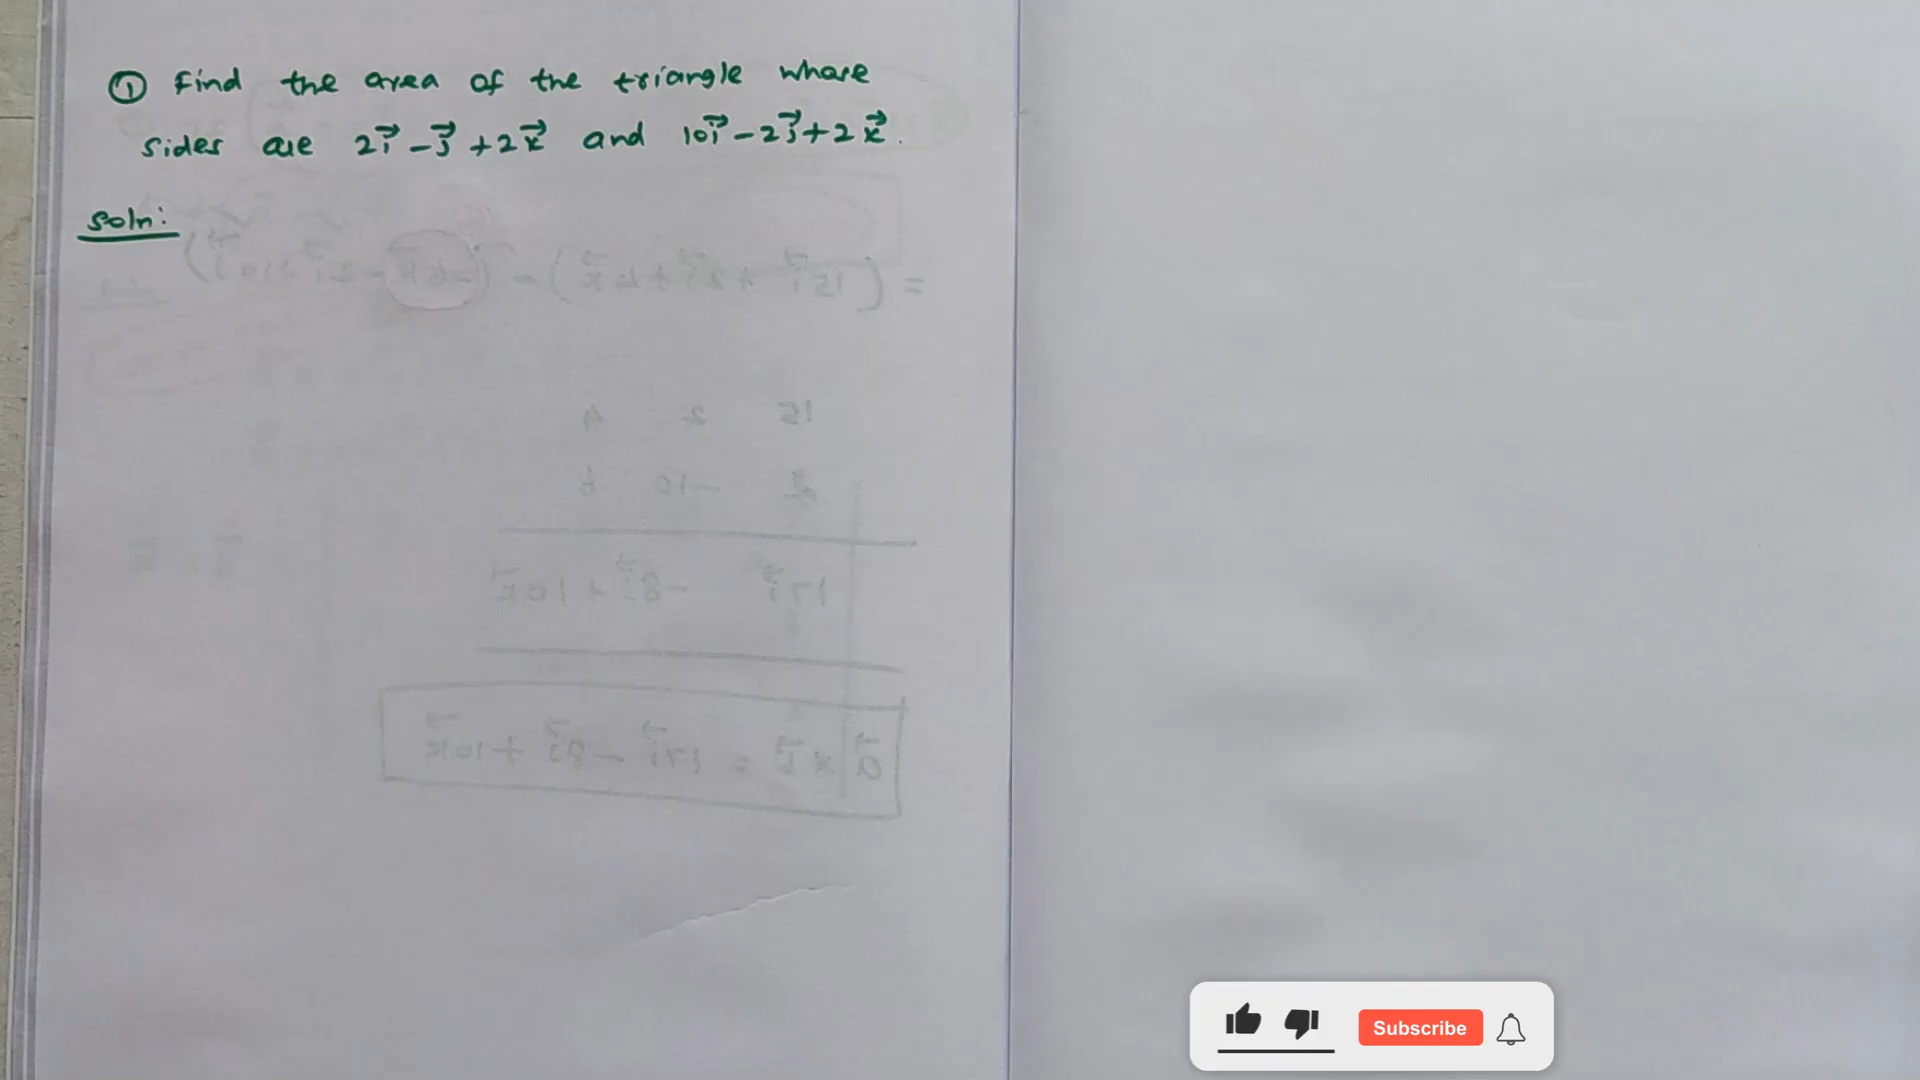 ① Find the area of the triangle whose
sides are 2i⃗ - j⃗ + 2k⃗ and 10i⃗ - 2j⃗ + 2k⃗.
Soln:
Subscribe